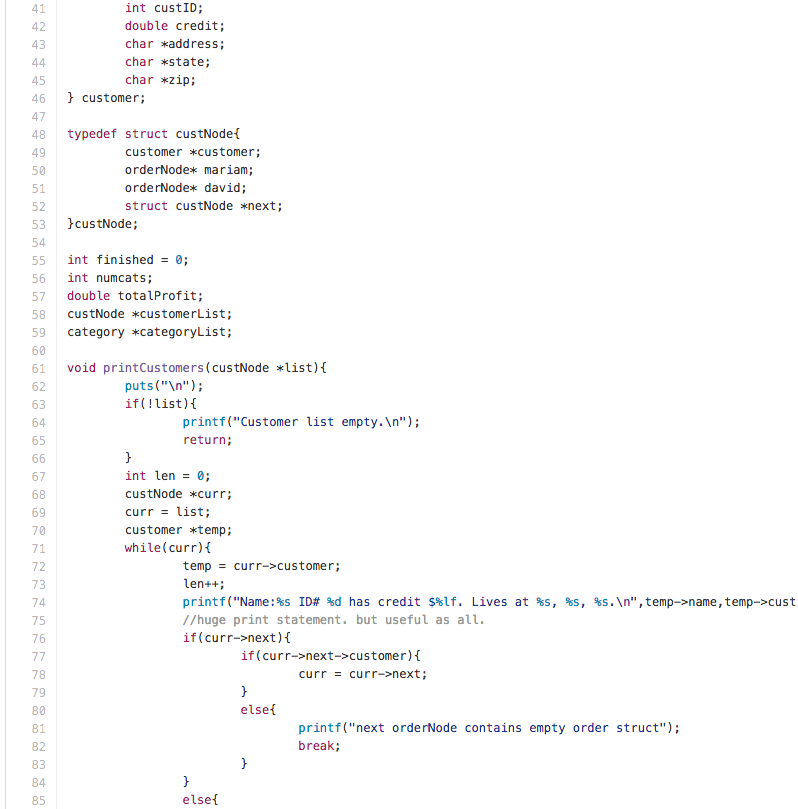 41 int custID;
42 double credit;
43 char *address;
44 char *state;
45 char *zip;
46 } customer;
47
48 typedef struct custNode{
49 customer *customer;
50 orderNode* mariam;
51 orderNode* david;
52 struct custNode *next;
53 }custNode;
54
55 int finished = 0;
56 int numcats;
57 double totalProfit;
58 custNode *customerList;
59 category *categoryList;
60
61 void printCustomers(custNode *list){
62 puts("\n");
63 if(!list){
64 printf("Customer list empty.\n");
65 return;
66 }
67 int len = 0;
68 custNode *curr;
69 curr = list;
70 customer *temp;
71 while(curr){
72 temp = curr->customer;
73 len++;
74 printf("Name:%s ID# %d has credit $%lf. Lives at %s, %s, %s.\n",temp->name,temp->cust
75 //huge print statement. but useful as all.
76 if(curr->next){
77 if(curr->next->customer){
78 curr = curr->next;
79 }
80 else{
81 printf("next orderNode contains empty order struct");
82 break;
83 }
84 }
85 else{